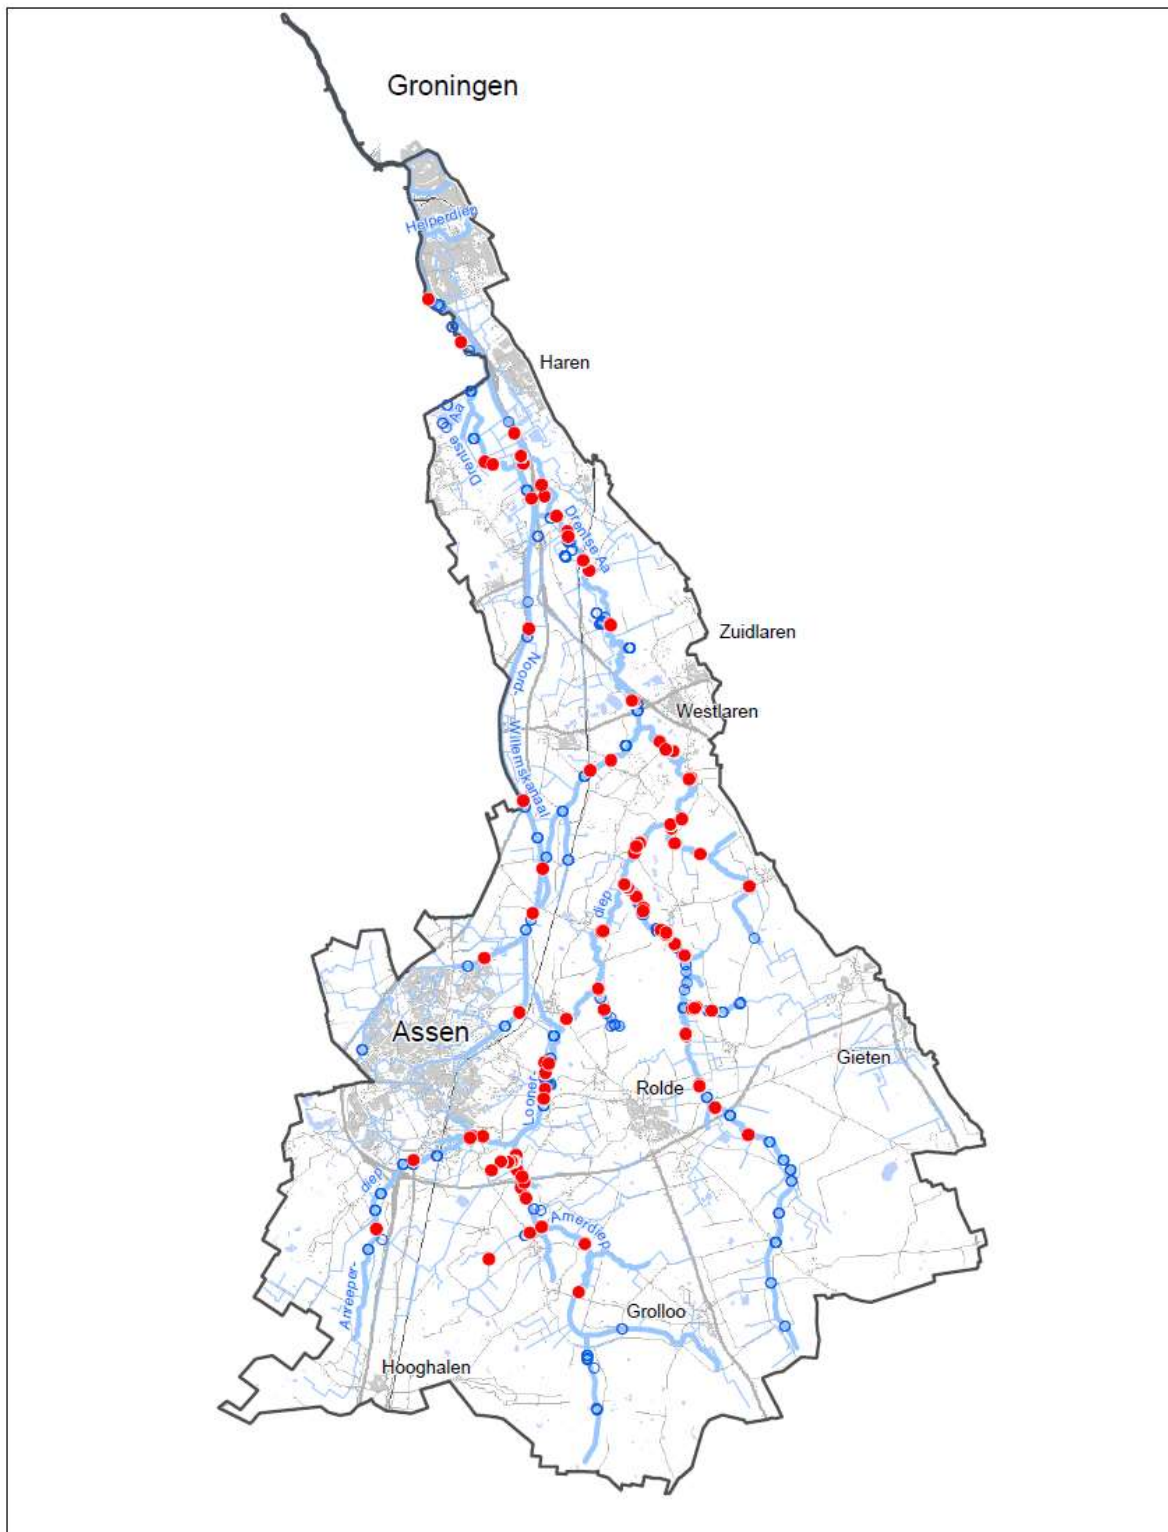 Groningen
Helperdiep
Haren
Drentse Aa
Drentse Aa
Zuidlaren
Noord-
Westlaren
Willemskanaal
diep
Assen
Gieten
Rolde
Looner-
diep
Amerdiep
Anreeper-
Grolloo
Hooghalen